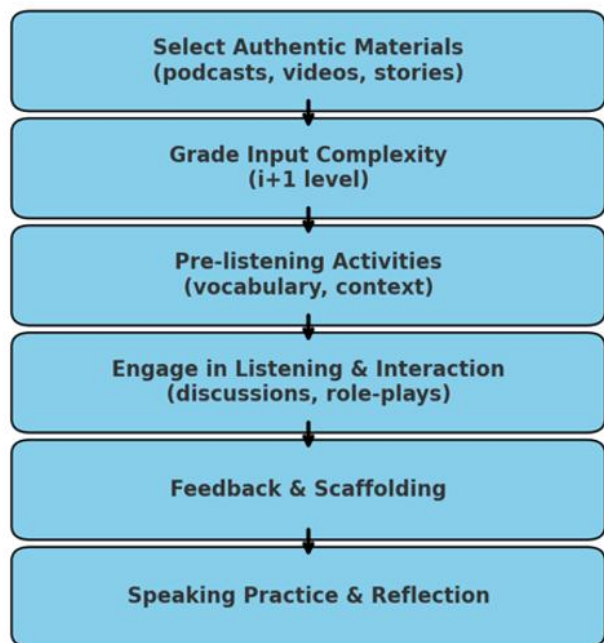 Select Authentic Materials
(podcasts, videos, stories)
Grade Input Complexity
(i+1 level)
Pre-listening Activities
(vocabulary, context)
Engage in Listening & Interaction
(discussions, role-plays)
Feedback & Scaffolding
Speaking Practice & Reflection